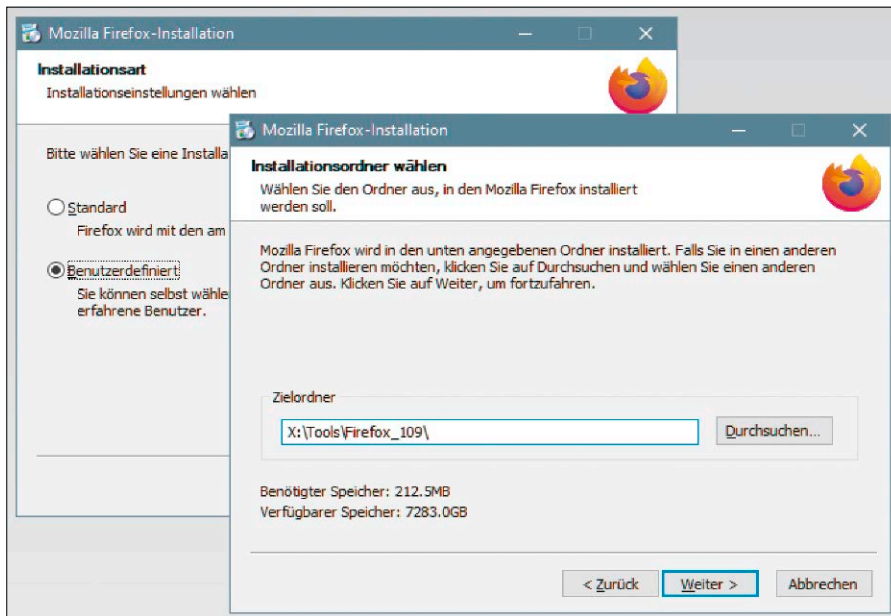 Mozilla Firefox-Installation
Installationsart
Installationseinstellungen wählen
Bitte wählen Sie eine Installa
Standard
Firefox wird mit den am
Benutzerdefiniert
Sie können selbst wähle
erfahrene Benutzer.
Mozilla Firefox-Installation
Installationsordner wählen
Wählen Sie den Ordner aus, in den Mozilla Firefox installiert
werden soll.
Mozilla Firefox wird in den unten angegebenen Ordner installiert. Falls Sie in einen anderen
Ordner installieren möchten, klicken Sie auf Durchsuchen und wählen Sie einen anderen
Ordner aus. Klicken Sie auf Weiter, um fortzufahren.
Zielordner
X:\Tools\Firefox_109\
Durchsuchen...
Benötigter Speicher: 212.5MB
Verfügbarer Speicher: 7283.0GB
< Zurück
Weiter >
Abbrechen